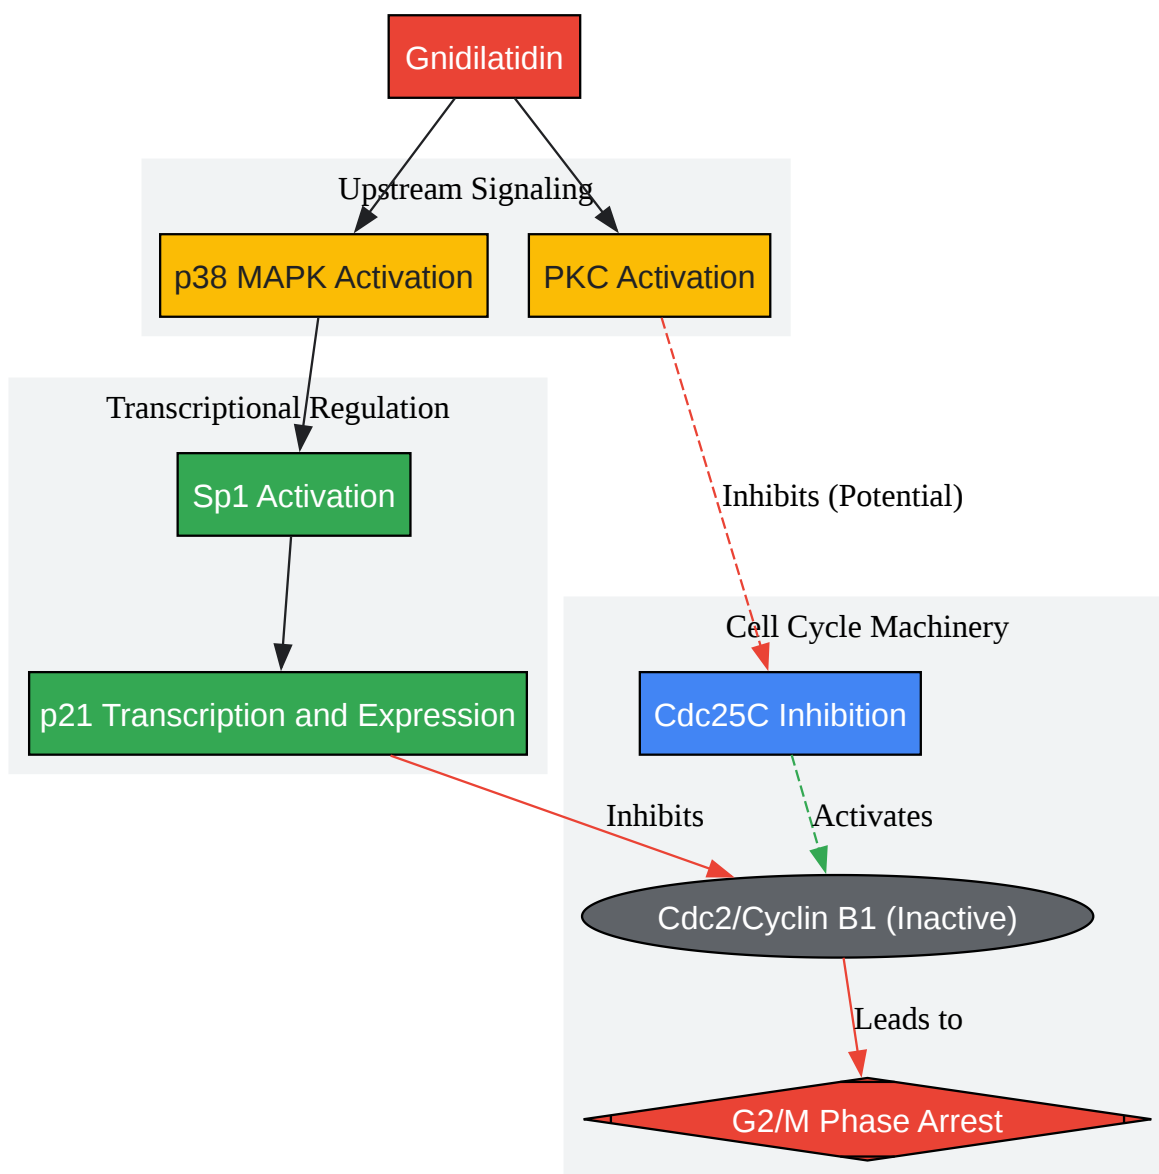 Gnidilatidin
Upstream Signaling
p38 MAPK Activation
PKC Activation
Transcriptional Regulation
Sp1 Activation
Inhibits (Potential)
Cell Cycle Machinery
p21 Transcription and Expression
Cdc25C Inhibition
Inhibits
Activates
Cdc2/Cyclin B1 (Inactive)
Leads to
G2/M Phase Arrest